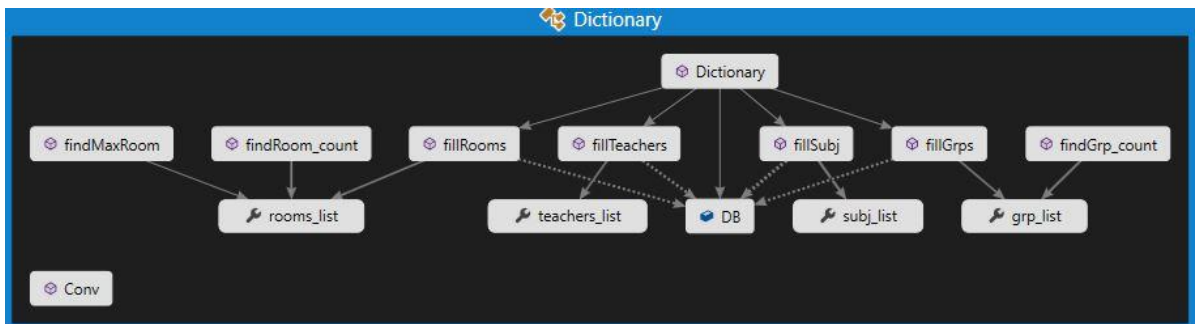 Dictionary
Dictionary
findMaxRoom
findRoom_count
fillRooms
fillTeachers
fillSubj
fillGrps
findGrp_count
rooms_list
teachers_list
DB
subj_list
grp_list
Conv